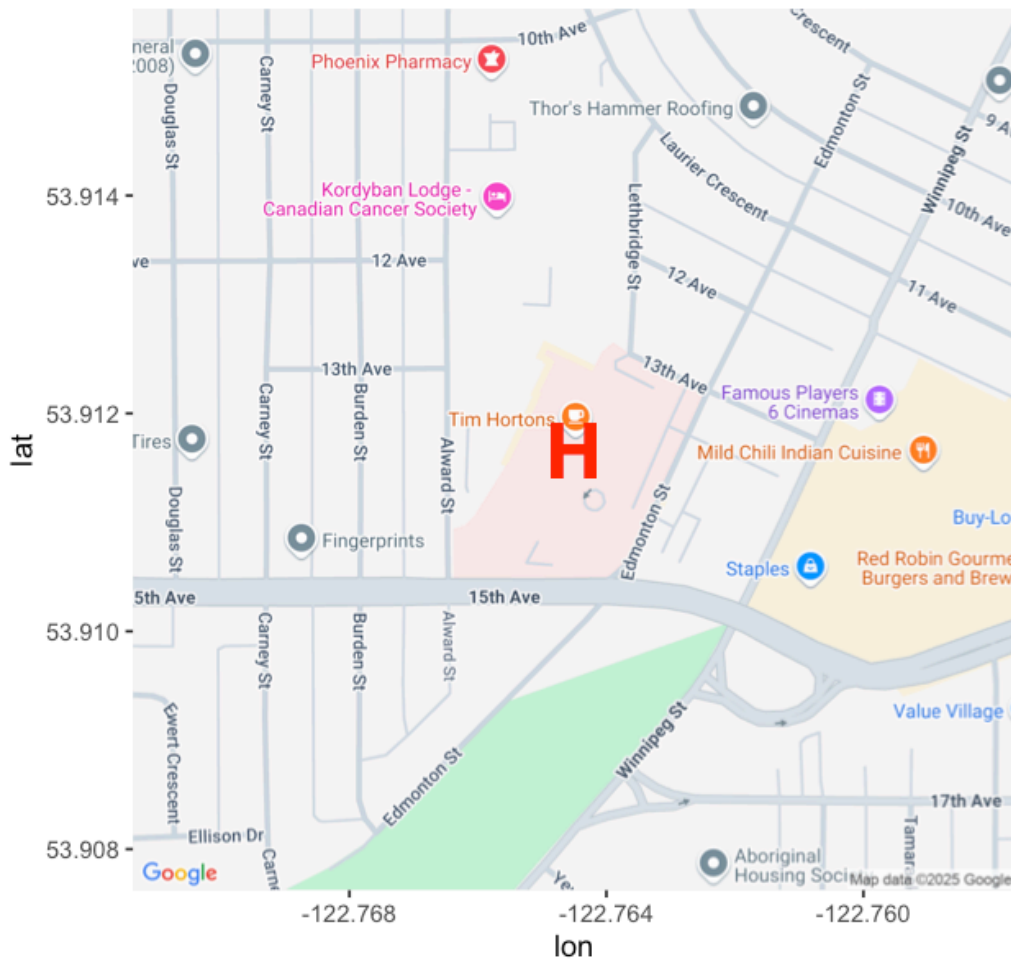 neral
2008)
10th Ave
Crescent
Phoenix Pharmacy
Carney St
Douglas St
Thor's Hammer Roofing
Edmonton St
Winnipeg St
9 A
Laurier Crescent
Kordyban Lodge -
Canadian Cancer Society
Lethbridge St
10th Ave
53.914
ve
12 Ave
12 Ave
11 Ave
13th Ave
13th Ave
Famous Players
6 Cinemas
53.912
Tim Hortons
Tires
Carney St
Burden St
Alward St
H
Mild Chili Indian Cuisine
lat
Douglas St
Edmonton St
Buy-Lo
Fingerprints
Staples
Red Robin Gourme
Burgers and Brew
5th Ave
15th Ave
53.910
Carney St
Burden St
Alward St
Value Village
Ewert Crescent
Winnipeg St
Edmonton St
17th Ave
Tamara
Ellison Dr
53.908
Carne
Google
Ye
Aboriginal
Housing Soci
Map data ©2025 Google
-122.768
-122.764
-122.760
lon